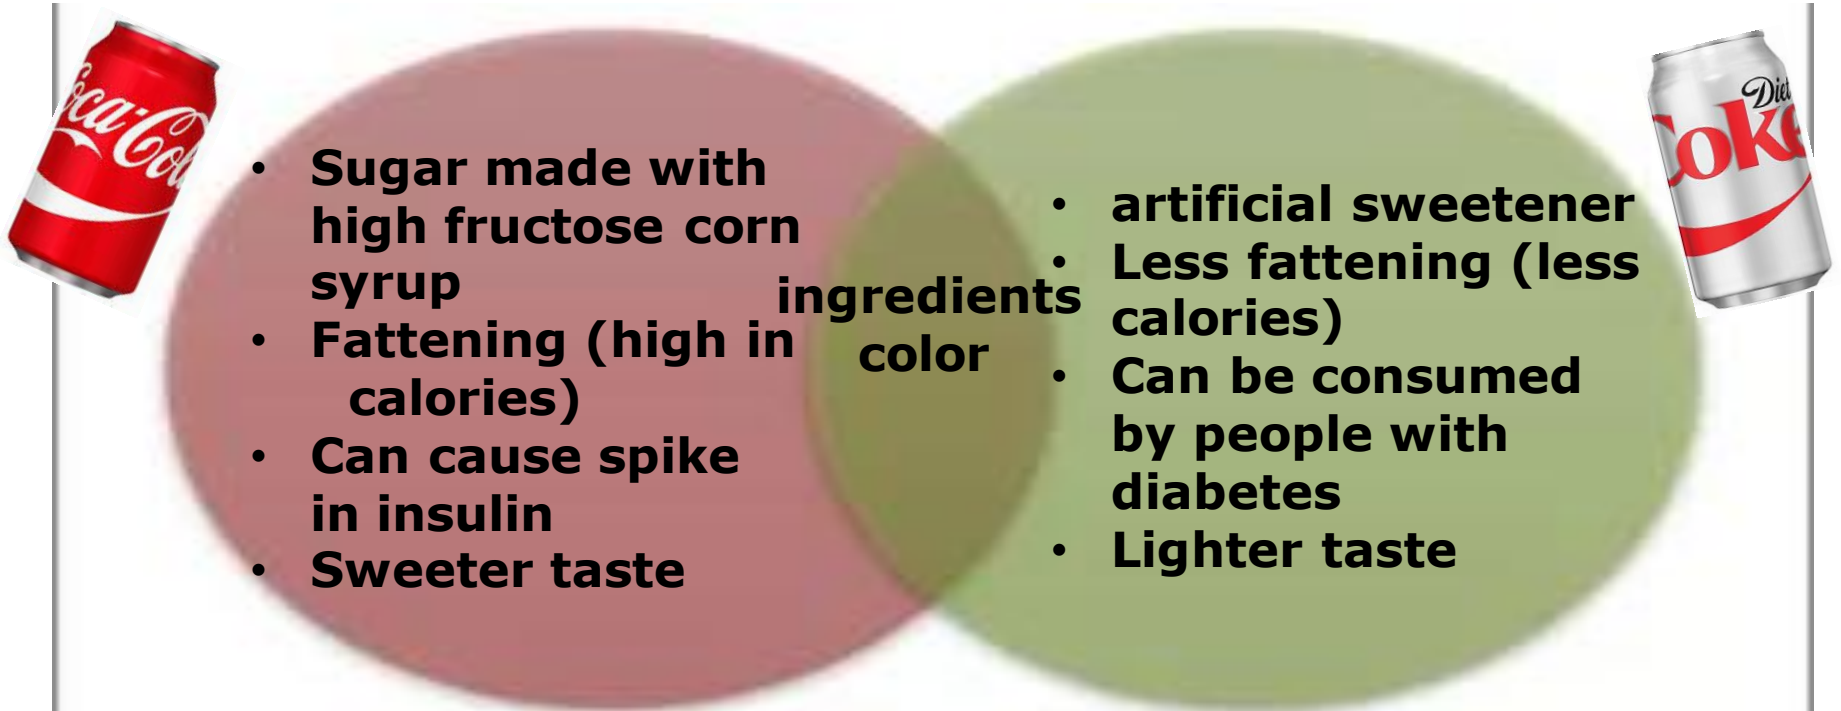 Coca-Cola
Diet
Coke
• Sugar made with
high fructose corn
syrup
• Fattening (high in
calories)
• Can cause spike
in insulin
• Sweeter taste
ingredients
color
• artificial sweetener
• Less fattening (less
calories)
• Can be consumed
by people with
diabetes
• Lighter taste